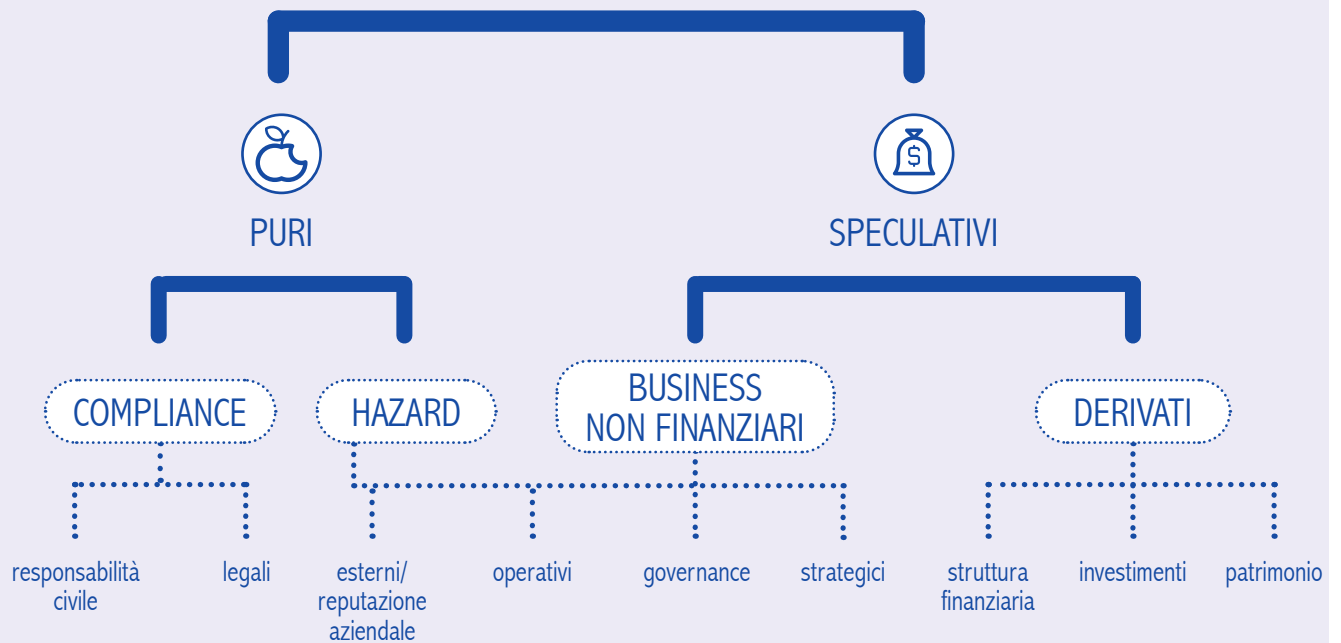 PURI
SPECULATIVI
COMPLIANCE
HAZARD
BUSINESS
NON FINANZIARI
DERIVATI
responsabilità
civile
legali
esterni/
reputazione
aziendale
operativi
governance
strategici
struttura
finanziaria
investimenti
patrimonio